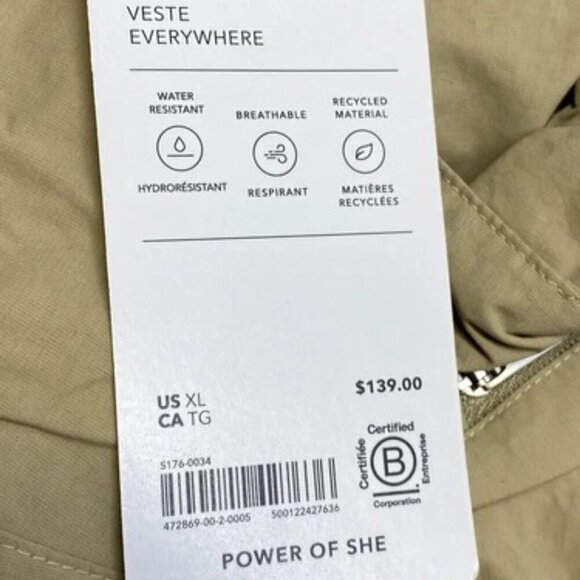 VESTE
EVERYWHERE
WATER
RESISTANT
HYDRORÉSISTANT
BREATHABLE
RESPIRANT
RECYCLED
MATERIAL
MATIÈRES
RECYCLÉES
US XL
CA TG
$139.00
S176-0034
472869-00-2-0005 500122427636
Certified
Certifiée
B
Entreprise
Corporation
POWER OF SHE